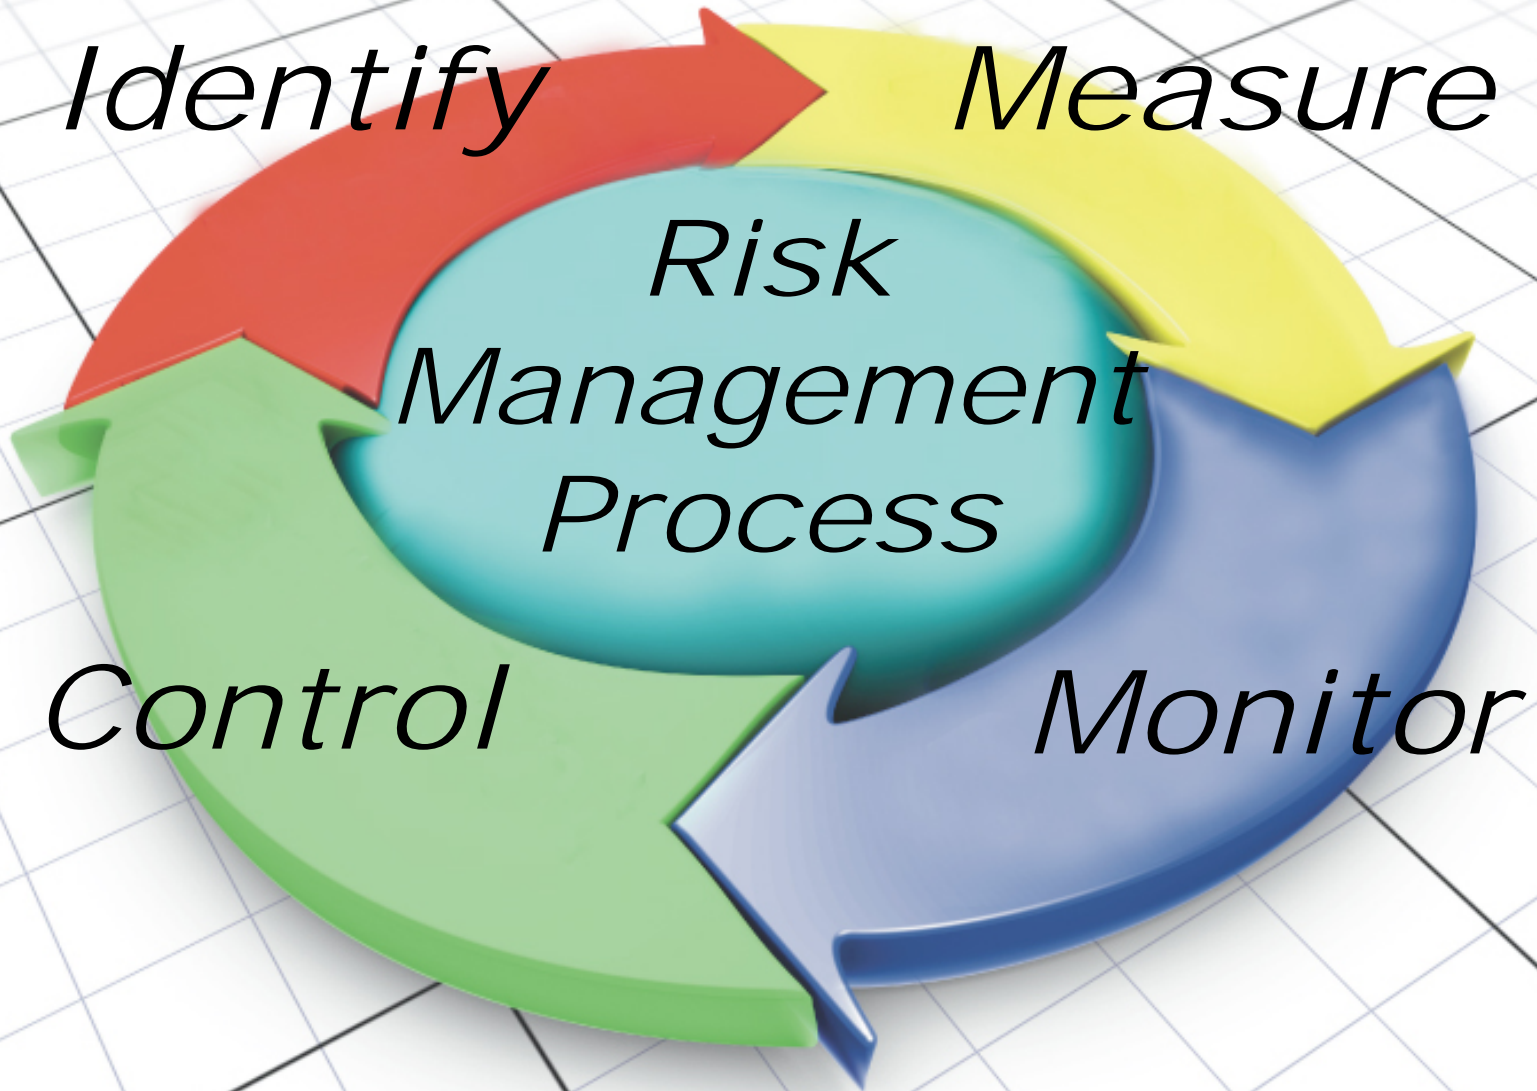 Identify
Measure
Risk
Management
Process
Control
Monitor